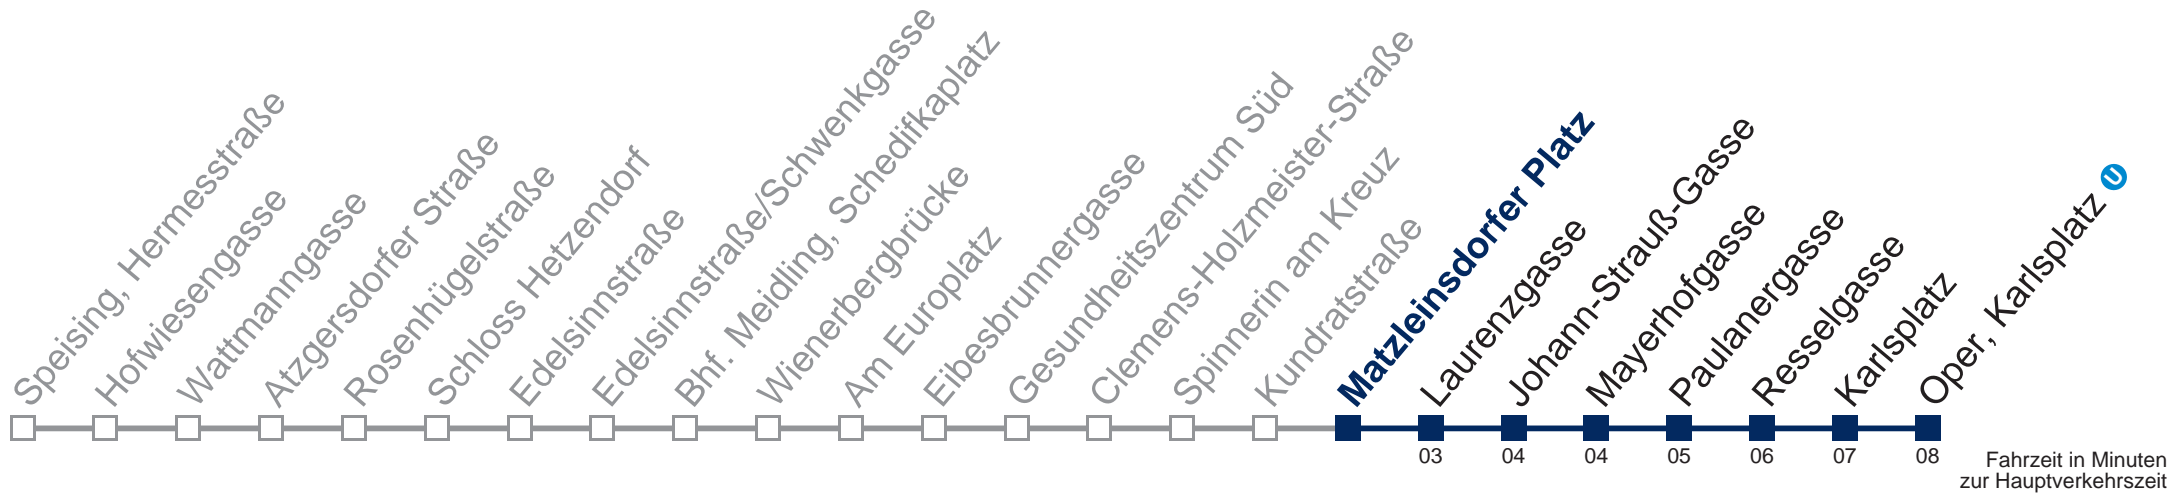 Speising, Hermesstraße
Hofwiesengasse
Wattmanngasse
Atzgersdorfer Straße
Rosenhügelstraße
Schloss Hetzendorf
Edelsinnstraße
Edelsinnstraße/Schwenkgasse
Bhf. Meidling, Schedifkaplatz
Wienerbergbrücke
Am Europlatz
Eibesbrunnergasse
Gesundheitszentrum Süd
Clemens-Holzmeister-Straße
Spinnerin am Kreuz
Kundratstraße
Matzleinsdorfer Platz
Laurenzgasse
Johann-Strauß-Gasse
Mayerhofgasse
Paulanergasse
Resselgasse
Karlsplatz
Oper, Karlsplatz U
03 04 04 05 06 07 08
Fahrzeit in Minuten
zur Hauptverkehrszeit